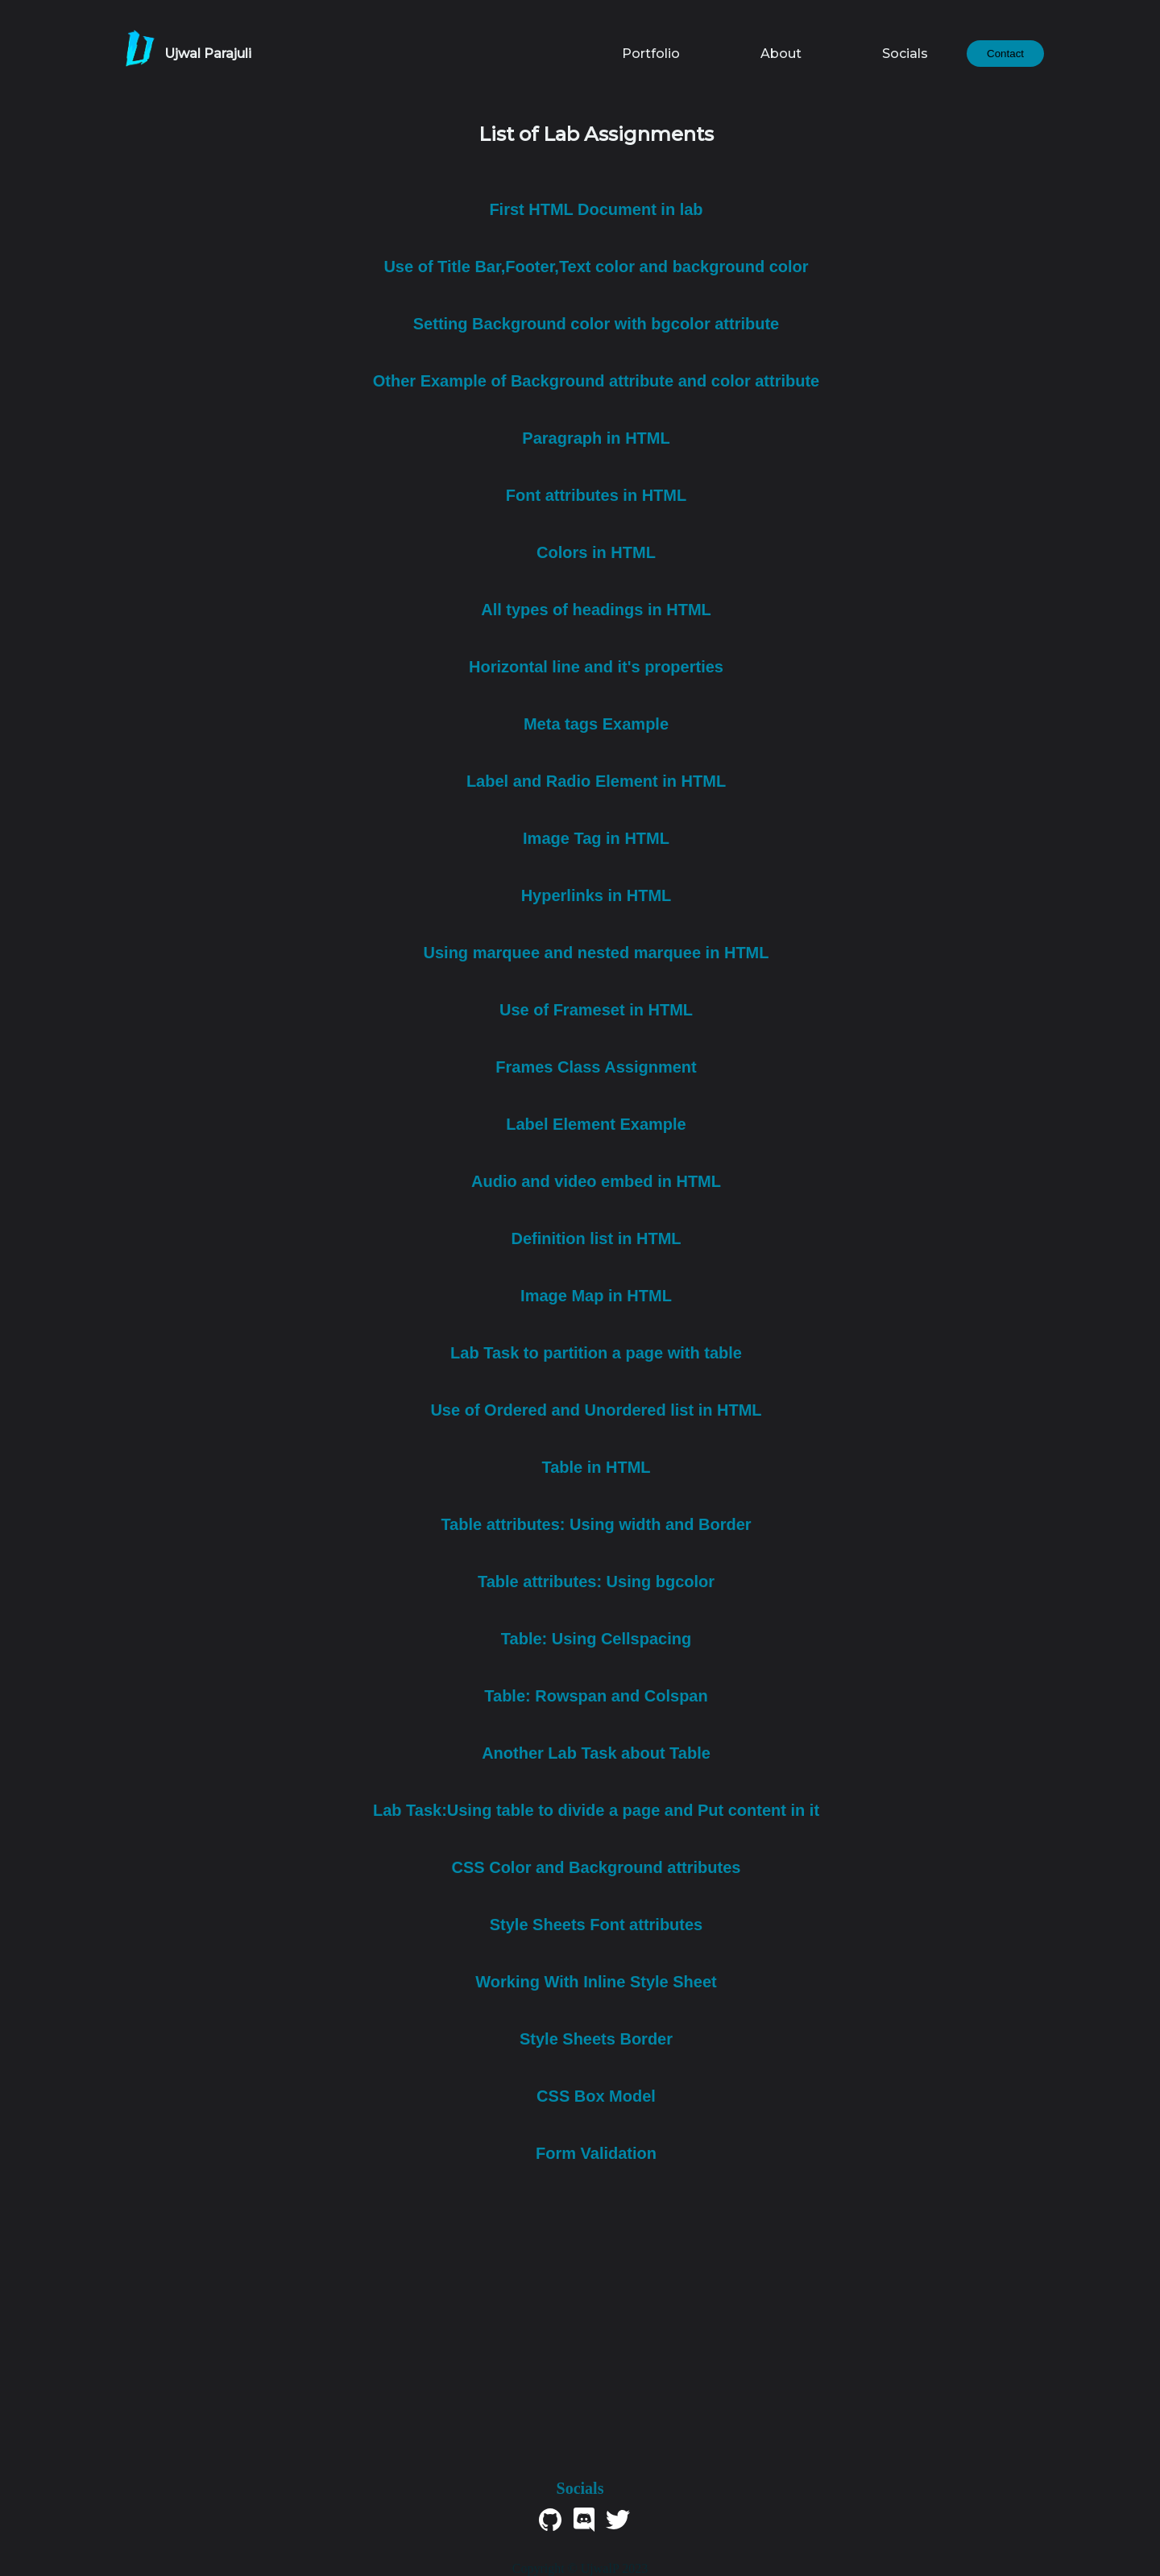 Ujwal Parajuli
Portfolio
About
Socials
Contact
List of Lab Assignments
First HTML Document in lab
Use of Title Bar,Footer,Text color and background color
Setting Background color with bgcolor attribute
Other Example of Background attribute and color attribute
Paragraph in HTML
Font attributes in HTML
Colors in HTML
All types of headings in HTML
Horizontal line and it's properties
Meta tags Example
Label and Radio Element in HTML
Image Tag in HTML
Hyperlinks in HTML
Using marquee and nested marquee in HTML
Use of Frameset in HTML
Frames Class Assignment
Label Element Example
Audio and video embed in HTML
Definition list in HTML
Image Map in HTML
Lab Task to partition a page with table
Use of Ordered and Unordered list in HTML
Table in HTML
Table attributes: Using width and Border
Table attributes: Using bgcolor
Table: Using Cellspacing
Table: Rowspan and Colspan
Another Lab Task about Table
Lab Task:Using table to divide a page and Put content in it
CSS Color and Background attributes
Style Sheets Font attributes
Working With Inline Style Sheet
Style Sheets Border
CSS Box Model
Form Validation
Socials